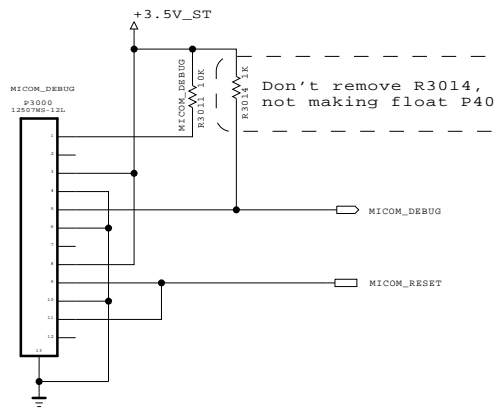 +3.5V_ST
MICOM_DEBUG
P3000
12507WS-12L
MICOM_DEBUG
R3011 10K
R3014 1K
Don't remove R3014,
not making float P40
1
2
3
4
5
6
7
8
9
10
11
12
13
MICOM_DEBUG
MICOM_RESET